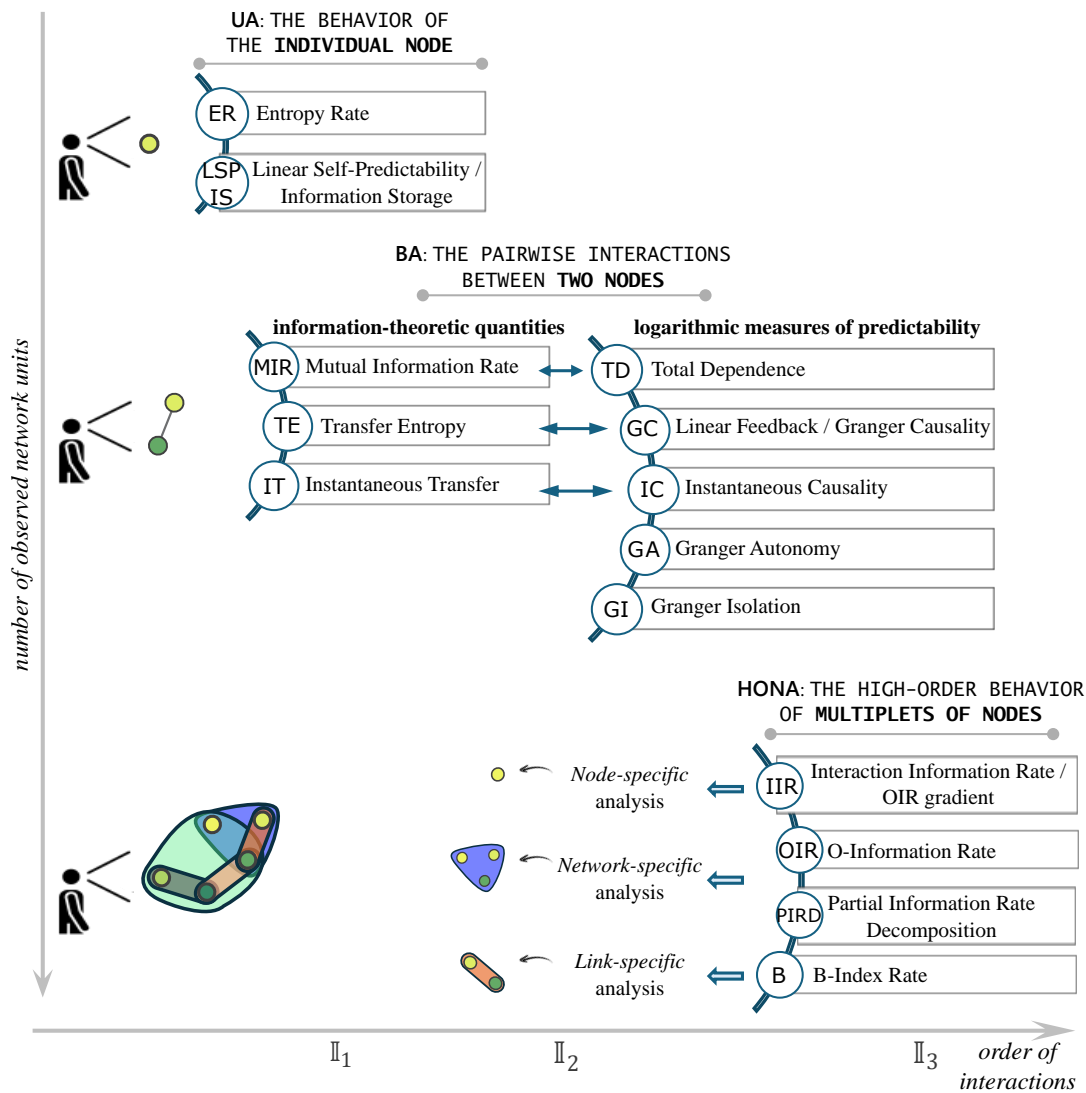 UA: THE BEHAVIOR OF
THE INDIVIDUAL NODE
ER Entropy Rate
LSP
IS
Linear Self-Predictability /
Information Storage
BA: THE PAIRWISE INTERACTIONS
BETWEEN TWO NODES
information-theoretic quantities
MIR Mutual Information Rate
TE Transfer Entropy
IT Instantaneous Transfer
logarithmic measures of predictability
TD Total Dependence
GC Linear Feedback / Granger Causality
IC Instantaneous Causality
GA Granger Autonomy
GI Granger Isolation
HONA: THE HIGH-ORDER BEHAVIOR
OF MULTIPLETS OF NODES
Node-specific
analysis
IIR
Interaction Information Rate /
OIR gradient
Network-specific
analysis
OIR O-Information Rate
PIRD
Partial Information Rate
Decomposition
Link-specific
analysis
B B-Index Rate
number of observed network units
𝕀𝕀₁
𝕀𝕀₂
𝕀𝕀₃
order of
interactions